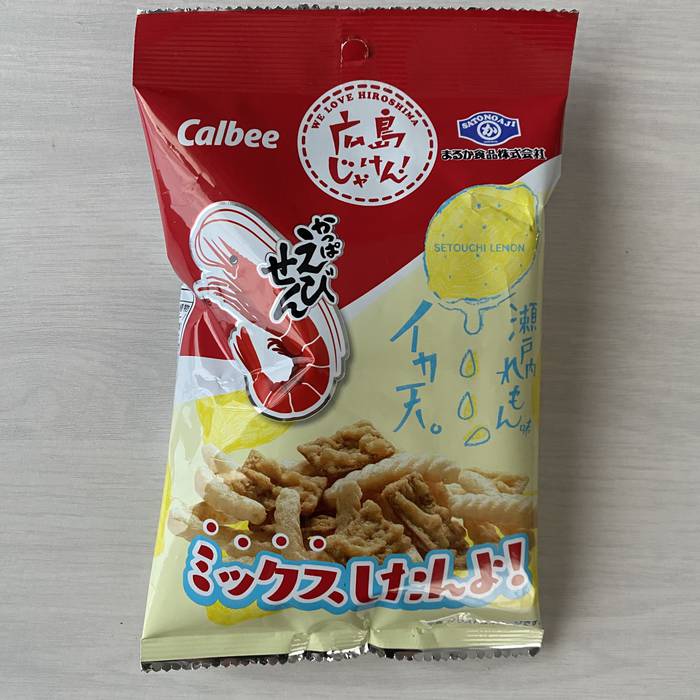 WE LOVE HIROSHIMA
広島
じゃけん!
Calbee
SATONOAJI
か
まるか食品株式会社
かっぱ
えび
せん
SETOUCHI LEMON
瀬戸内
れもん味
イカ天。
ミックスしたんよ!